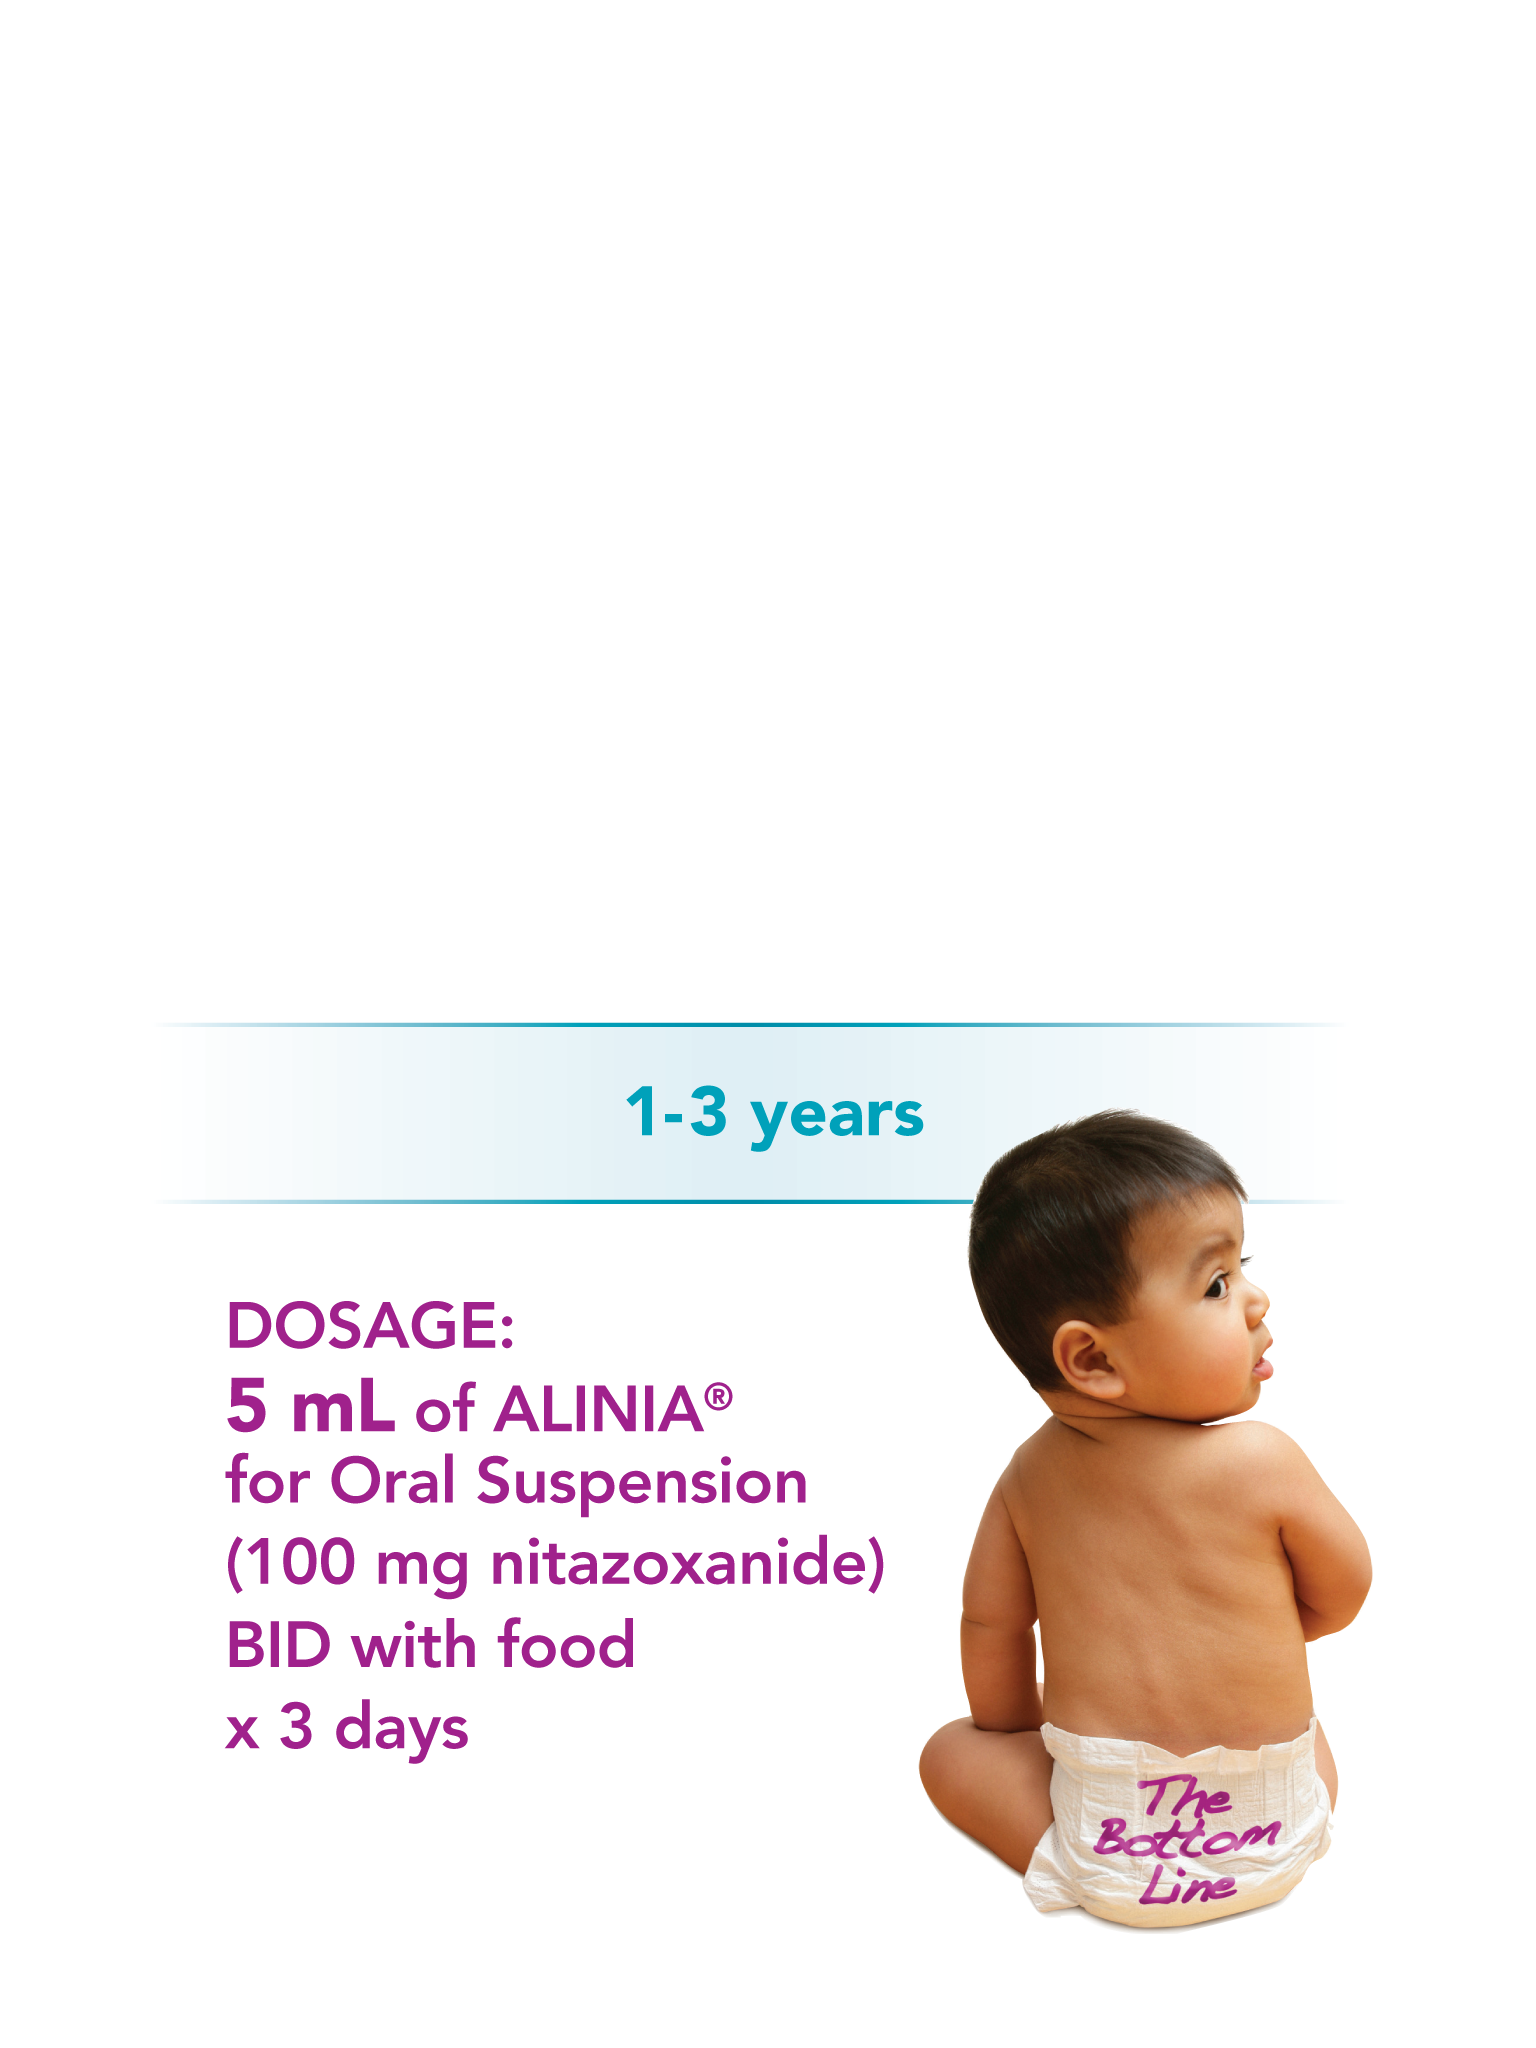 1-3 years
DOSAGE:
5 mL of ALINIA®
for Oral Suspension
(100 mg nitazoxanide)
BID with food
x 3 days
The
Bottom
Line